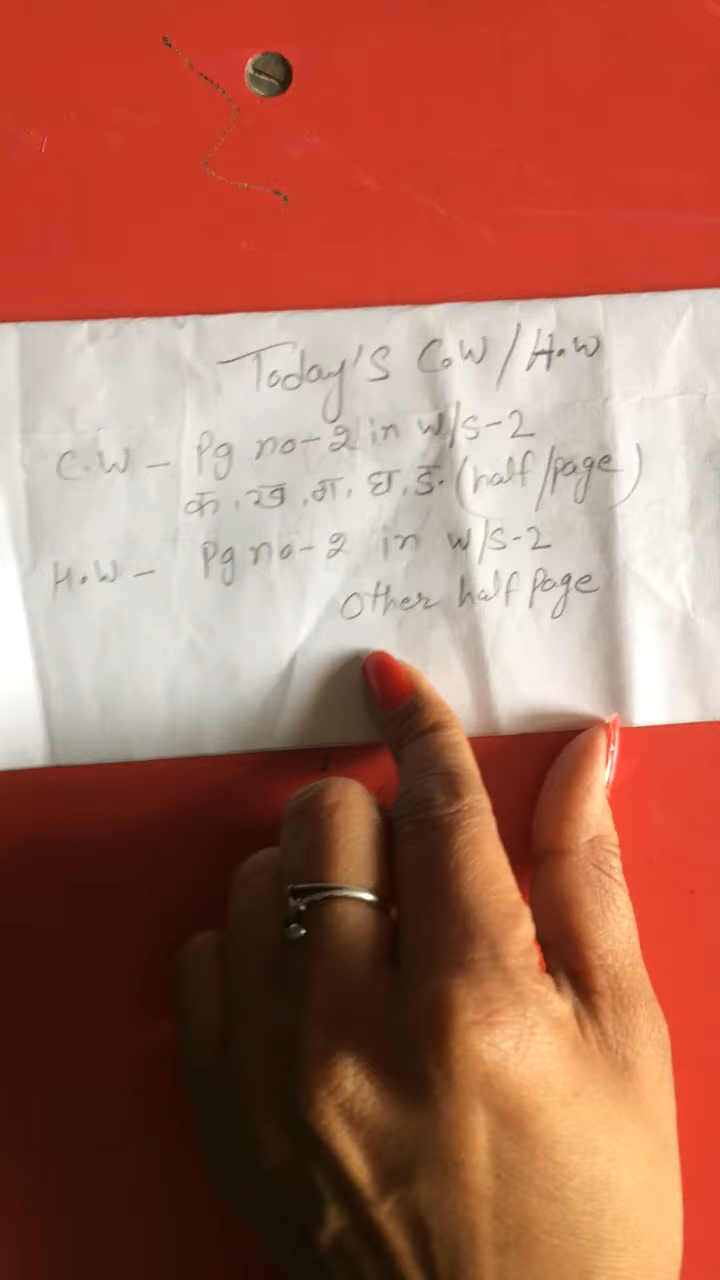 Today's C.W/H.W
C.W - Pg no-2 in W/S-2
क, ख, ग, घ, ङ. (half/page)
H.W - Pg no-2 in W/S-2
Other half Page